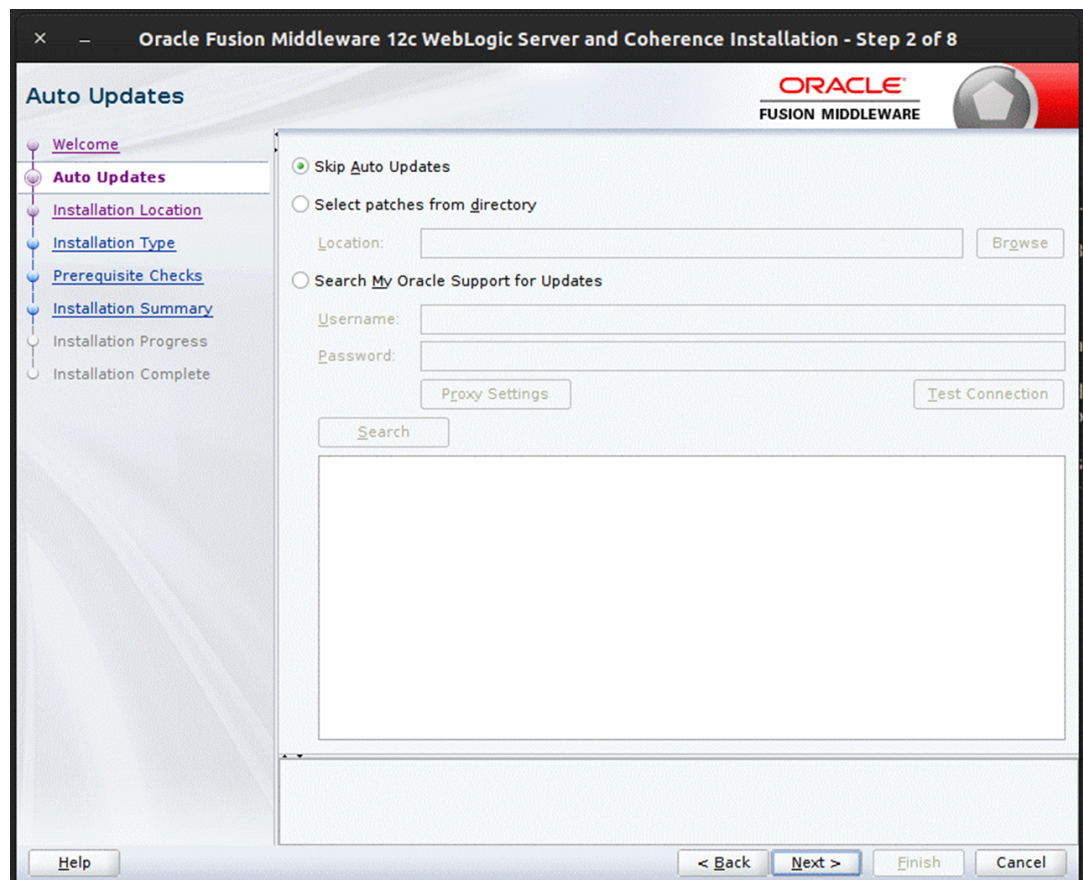 Oracle Fusion Middleware 12c WebLogic Server and Coherence Installation - Step 2 of 8
Auto Updates
ORACLE
FUSION MIDDLEWARE
Welcome
Auto Updates
Installation Location
Installation Type
Prerequisite Checks
Installation Summary
Installation Progress
Installation Complete
Skip Auto Updates
Select patches from directory
Location:
Browse
Search My Oracle Support for Updates
Username:
Password:
Proxy Settings
Test Connection
Search
Help
< Back
Next >
Finish
Cancel